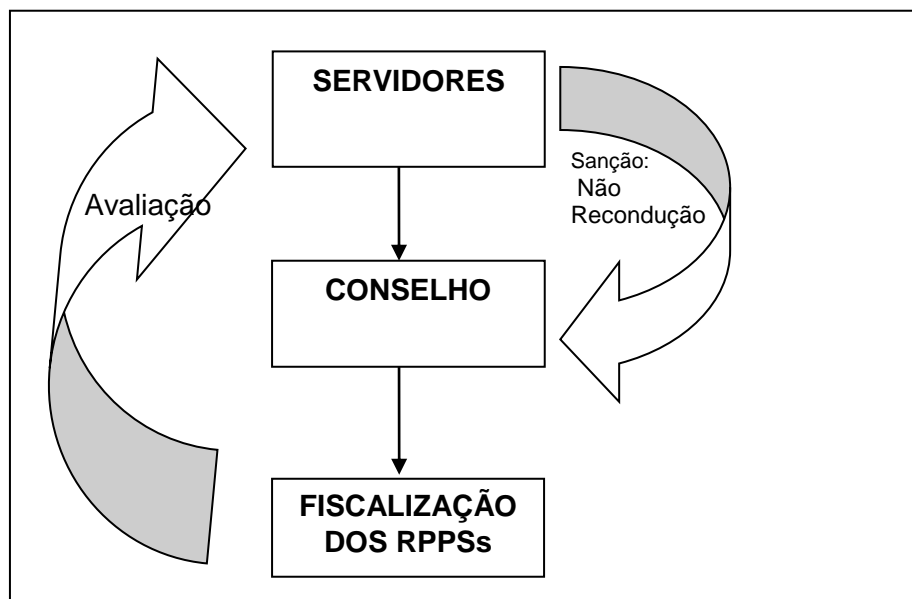 SERVIDORES
Avaliação
Sanção:
Não
Recondução
CONSELHO
FISCALIZAÇÃO
DOS RPPSs